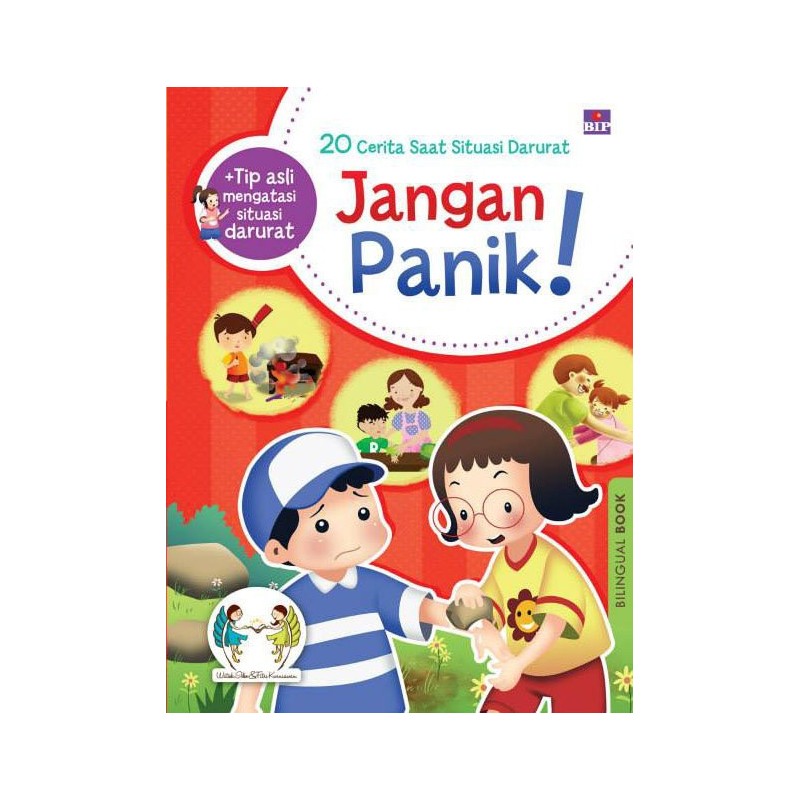 BIP
20 Cerita Saat Situasi Darurat
+Tip asli
mengatasi
situasi
darurat
Jangan
Panik!
R
BILINGUAL BOOK